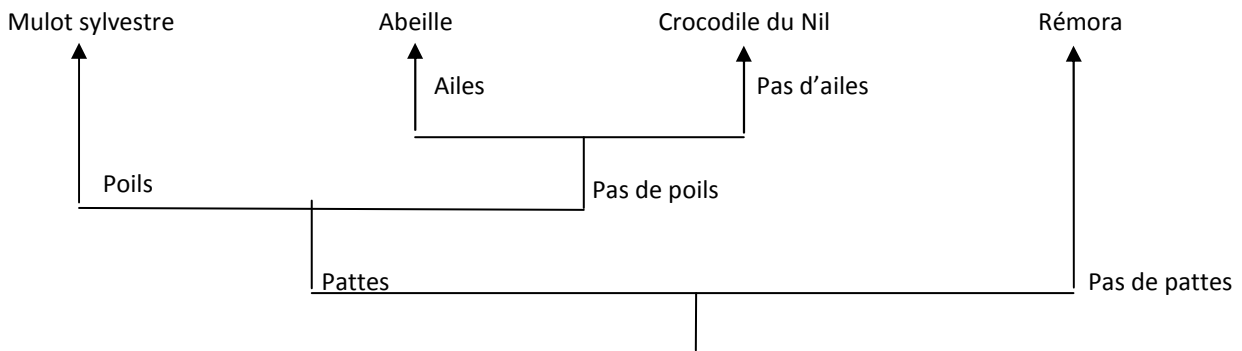 Mulot sylvestre Abeille Crocodile du Nil Rémora
Ailes Pas d’ailes
Poils Pas de poils
Pattes Pas de pattes